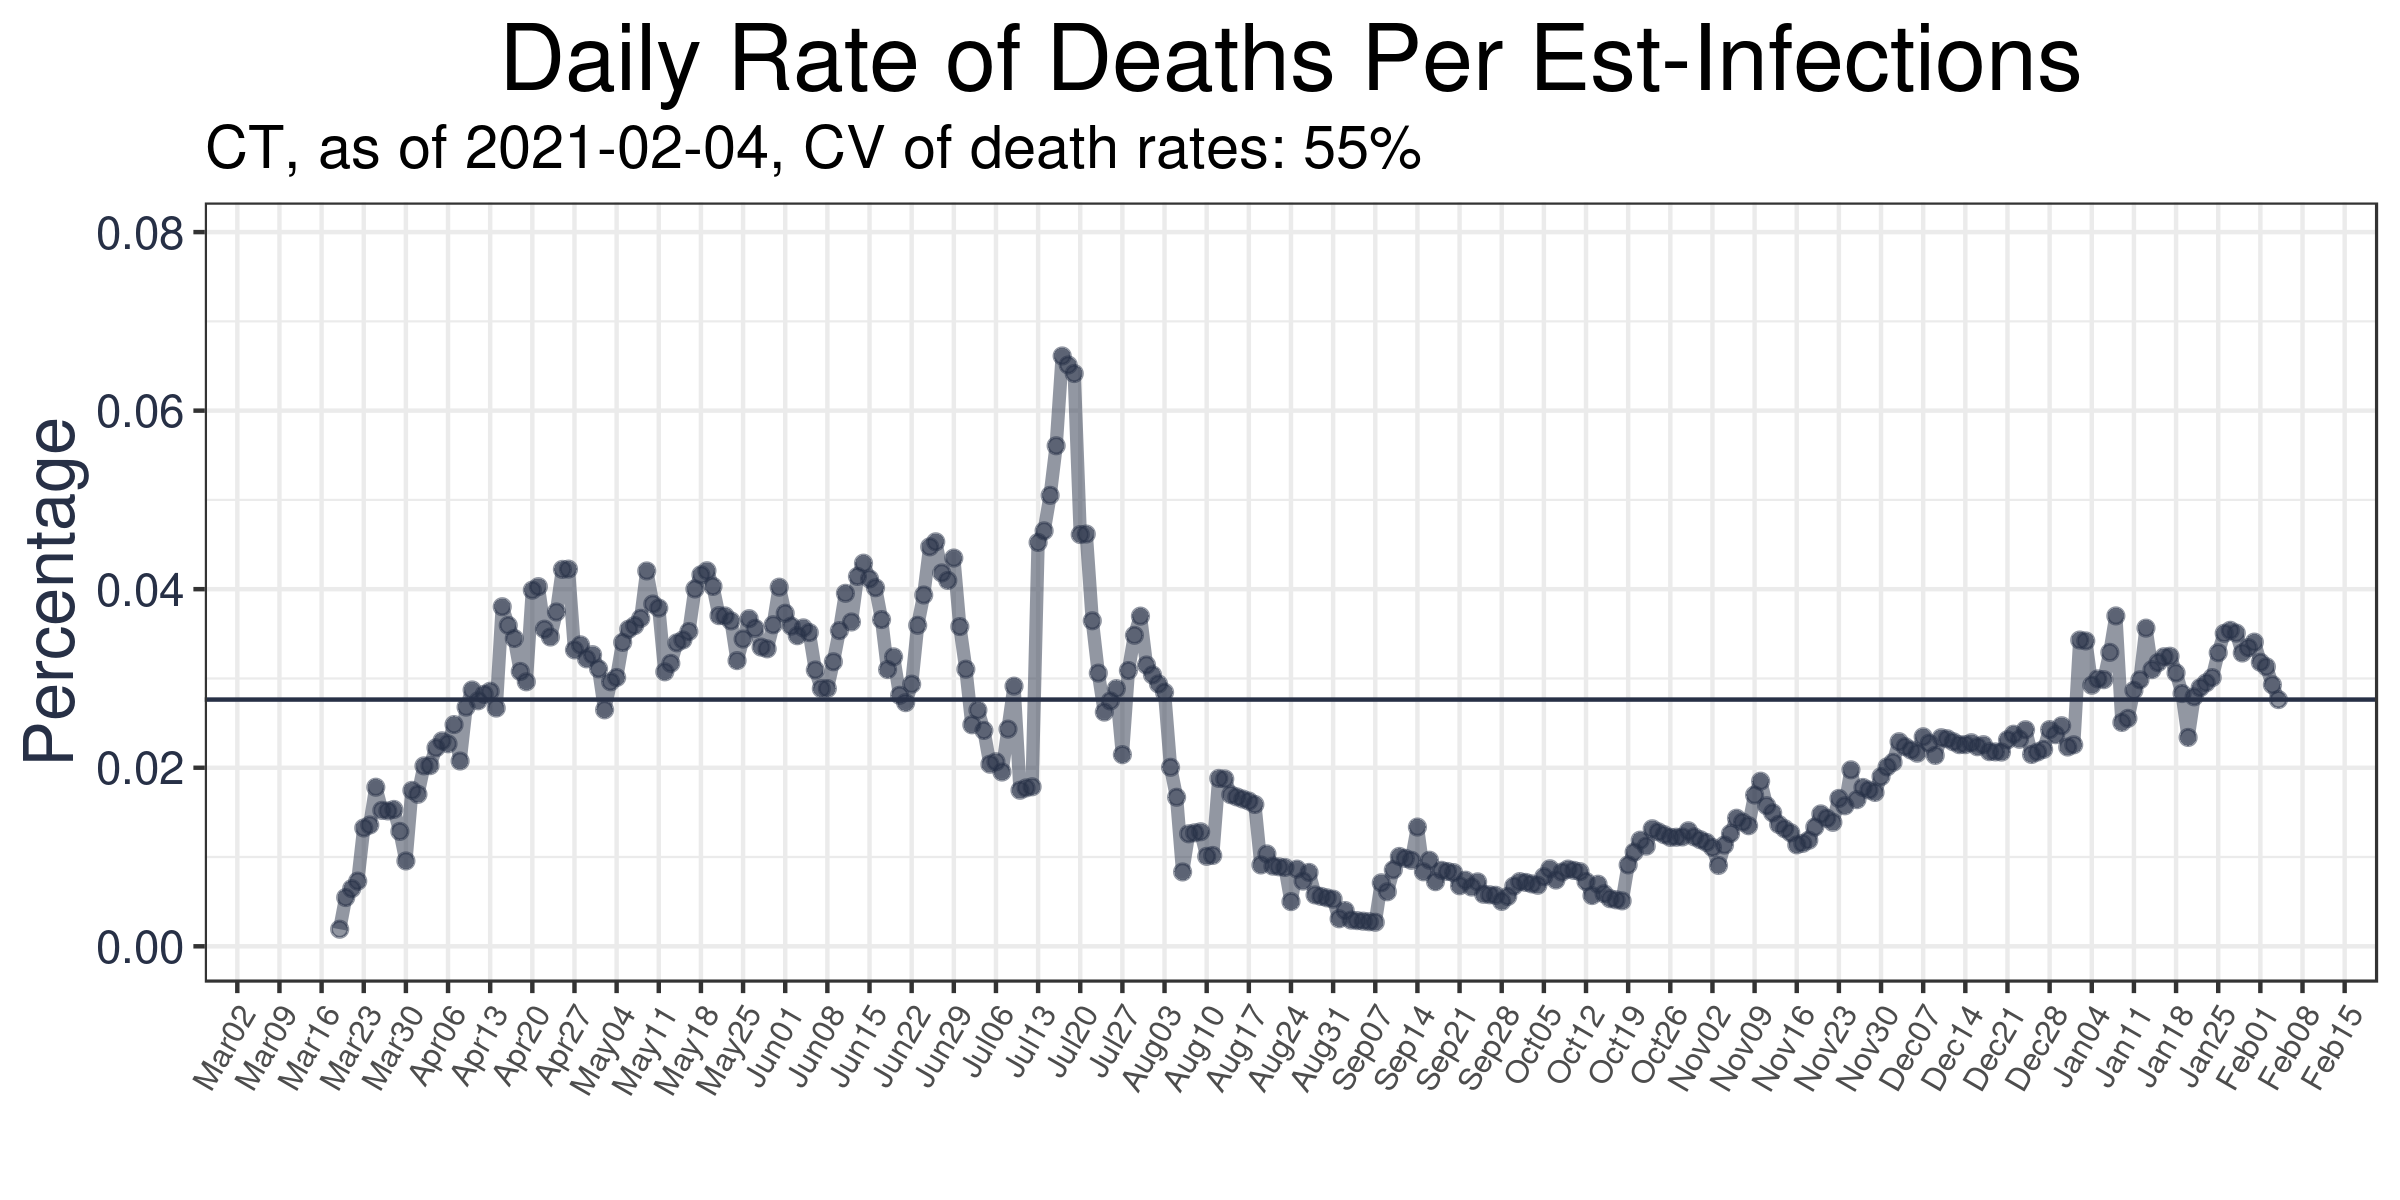 Daily Rate of Deaths Per Est-Infections
CT, as of 2021-02-04, CV of death rates: 55%
Percentage
0.08
0.06
0.04
0.02
0.00
Mar02
Mar09
Mar16
Mar23
Mar30
Apr06
Apr13
Apr20
Apr27
May04
May11
May18
May25
Jun01
Jun08
Jun15
Jun22
Jun29
Jul06
Jul13
Jul20
Jul27
Aug03
Aug10
Aug17
Aug24
Aug31
Sep07
Sep14
Sep21
Sep28
Oct05
Oct12
Oct19
Oct26
Nov02
Nov09
Nov16
Nov23
Nov30
Dec07
Dec14
Dec21
Dec28
Jan04
Jan11
Jan18
Jan25
Feb01
Feb08
Feb15